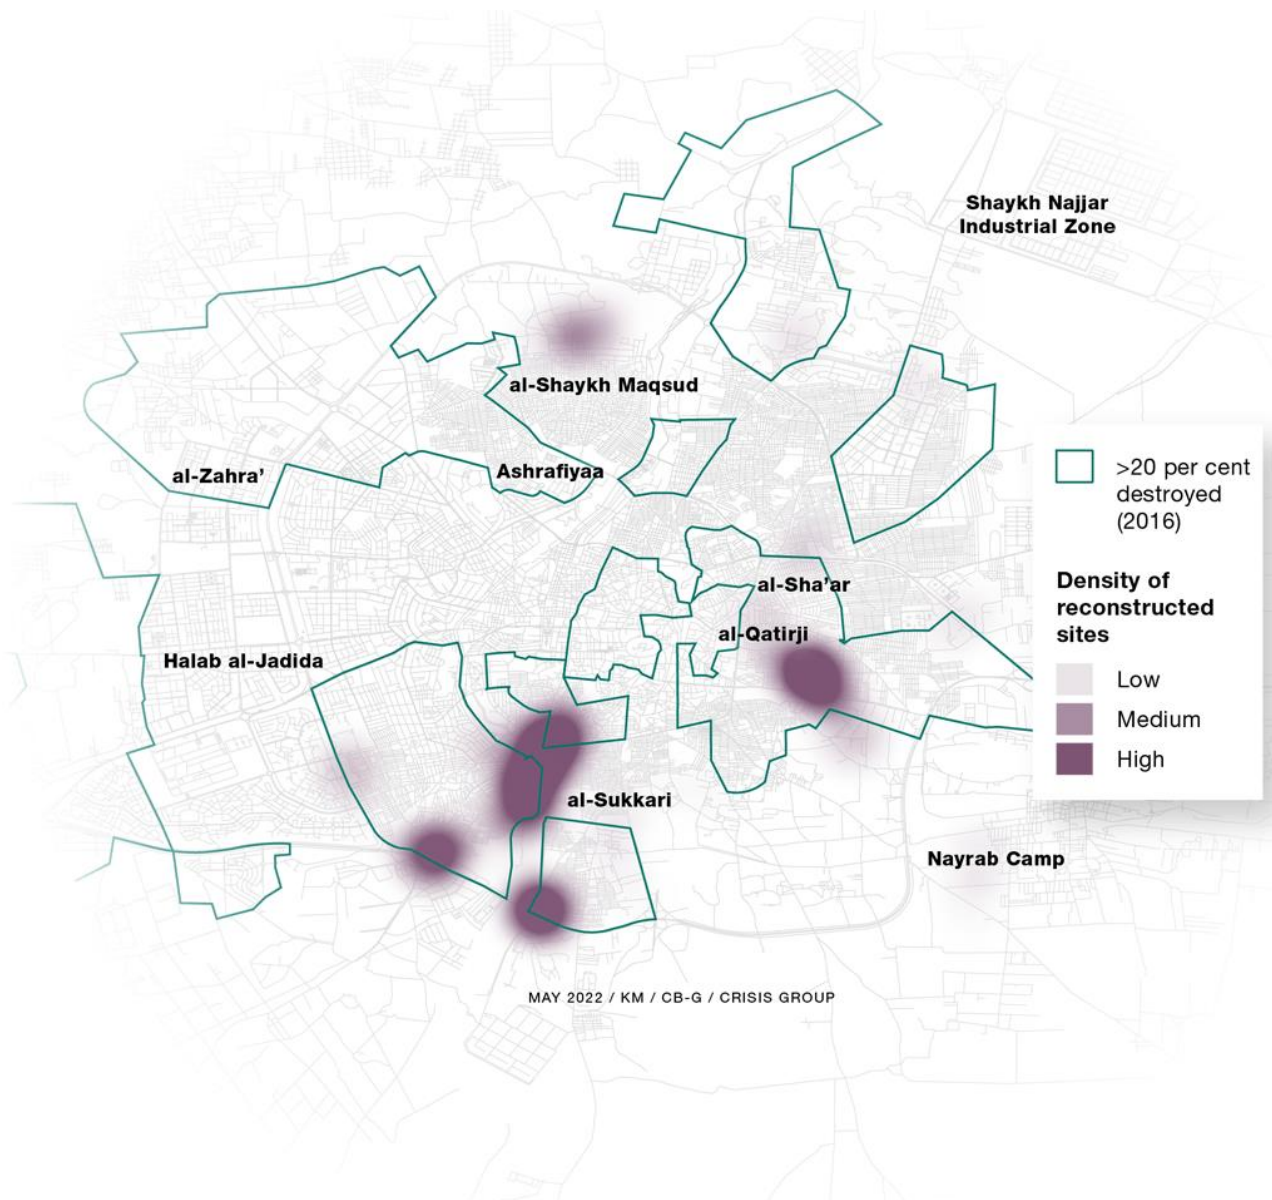 Shaykh Najjar
Industrial Zone
al-Shaykh Maqsud
Ashrafiyaa
al-Zahra’
al-Sha’ar
al-Qatirji
Halab al-Jadida
al-Sukkari
Nayrab Camp
>20 per cent
destroyed
(2016)
Density of
reconstructed
sites
Low
Medium
High
MAY 2022 / KM / CB-G / CRISIS GROUP